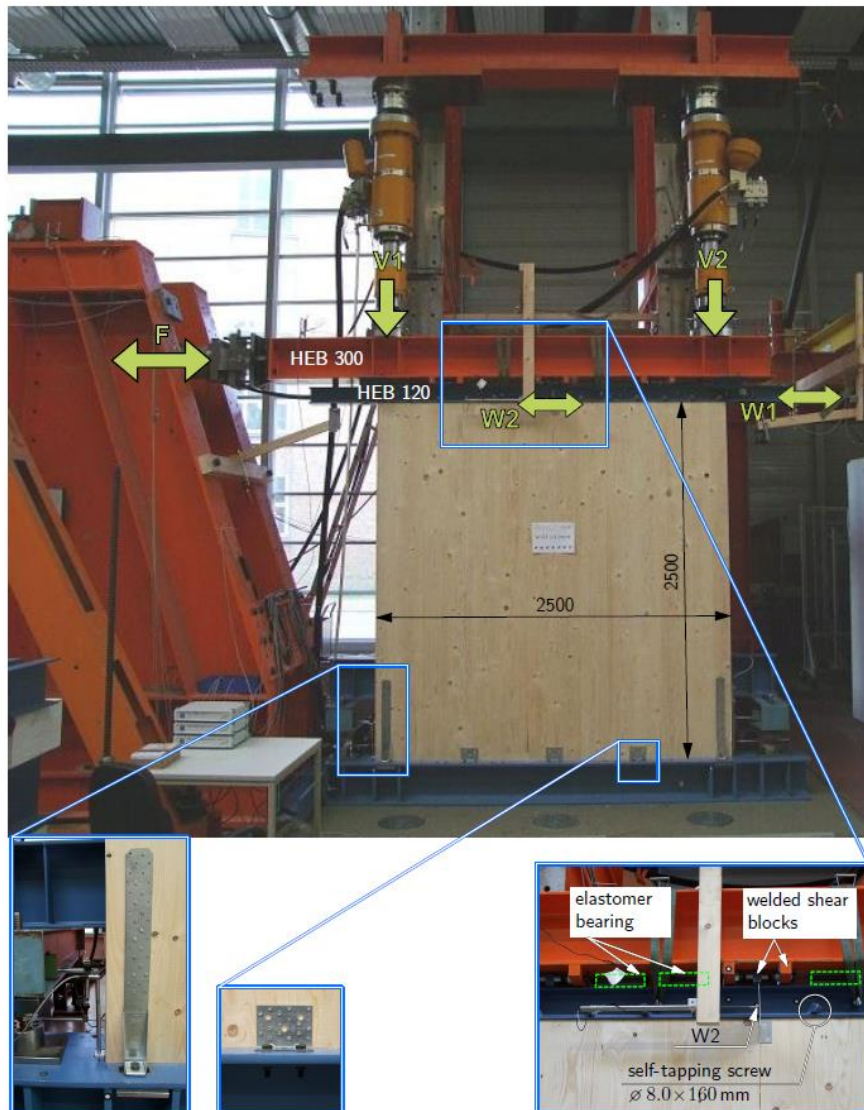 V1
V2
F
HEB 300
HEB 120
W2
W1
2500
2500
elastomer
bearing
welded shear
blocks
W2
self-tapping screw
⌀ 8.0×160 mm